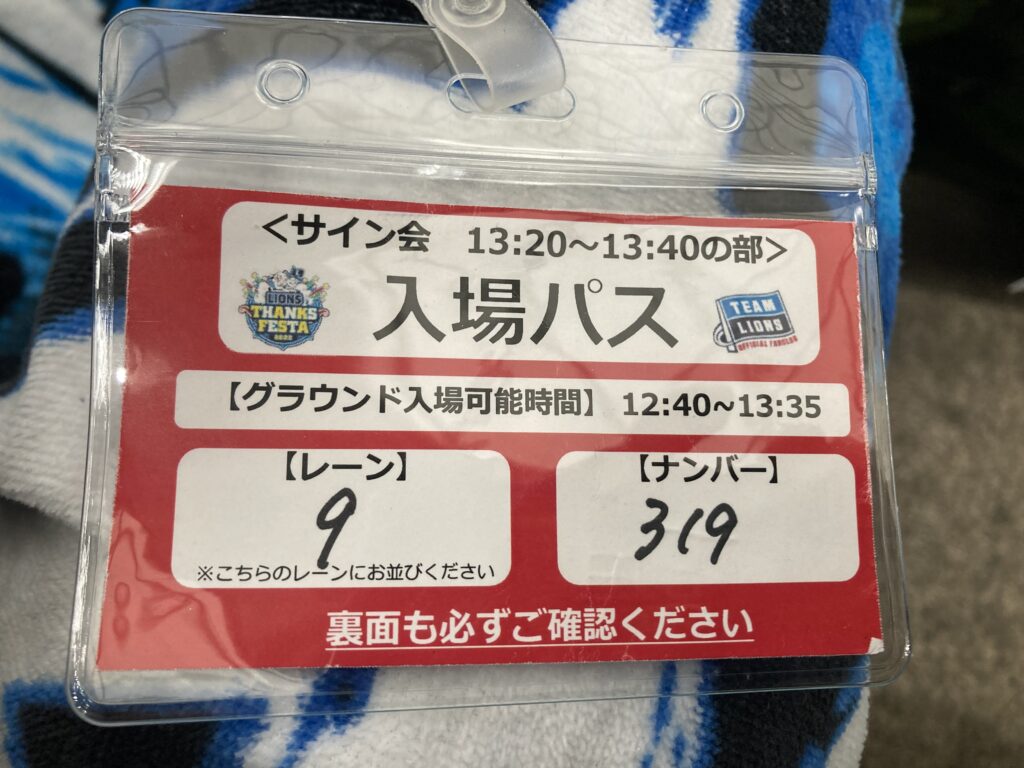 <サイン会 13:20～13:40の部>
LIONS
THANKS
FESTA
入場パス
TEAM
LIONS
OFFICIAL FANCLUB
【グラウンド入場可能時間】 12:40~13:35
【レーン】
9
※こちらのレーンにお並びください
【ナンバー】
319
裏面も必ずご確認ください